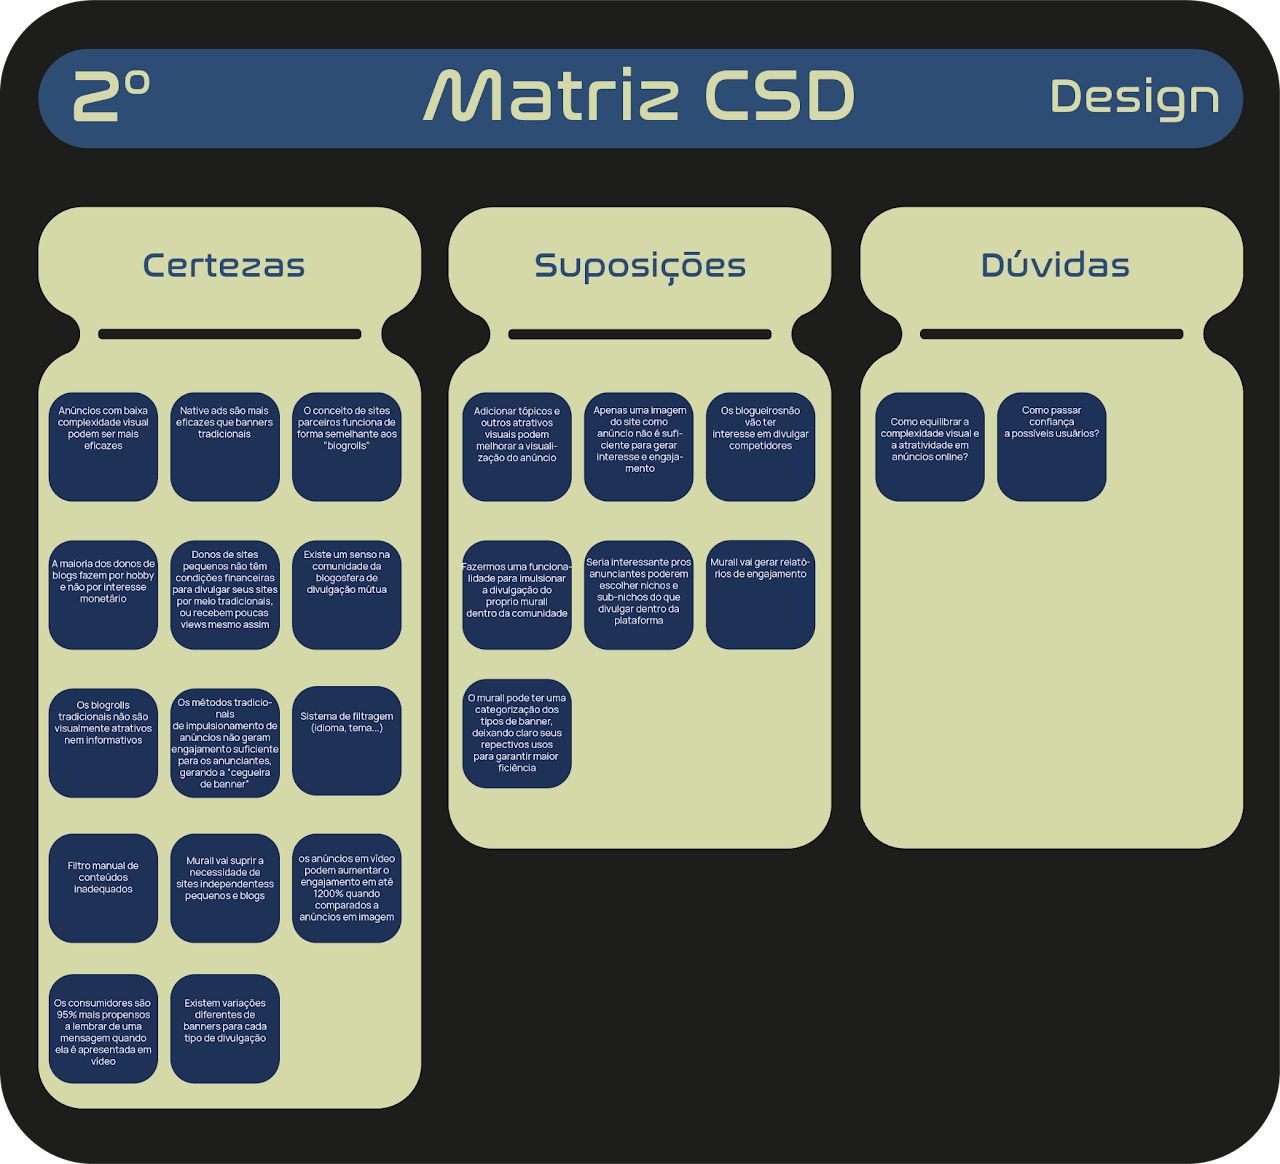 2º
Matriz CSD
Design
Certezas
Anúncios com baixa
complexidade visual
podem ser mais
eficazes
Native ads são mais
eficazes que banners
tradicionais
O conceito de sites
parceiros funciona de
forma semelhante aos
"blogrolls"
A maioria dos donos de
blogs fazem por hobby
e não por interesse
monetário
Donos de sites
pequenos não têm
condições financeiras
para divulgar seus sites
por meio tradicionais,
ou recebem poucas
views mesmo assim
Existe um senso na
comunidade da
blogosfera de
divulgação mútua
Os blogrolls
tradicionais não são
visualmente atrativos
nem informativos
Os métodos tradicio-
nais
de impulsionamento de
anúncios não geram
engajamento suficiente
para os anunciantes,
gerando a "cegueira
de banner"
Sistema de filtragem
(idioma, tema...)
Filtro manual de
conteúdos
inadequados
Murall vai suprir a
necessidade de
sites independentess
pequenos e blogs
os anúncios em vídeo
podem aumentar o
engajamento em até
1200% quando
comparados a
anúncios em imagem
Os consumidores são
95% mais propensos
a lembrar de uma
mensagem quando
ela é apresentada em
vídeo
Existem variações
diferentes de
banners para cada
tipo de divulgação
Suposições
Adicionar tópicos e
outros atrativos
visuais podem
melhorar a visuali-
zação do anúncio
Apenas uma imagem
do site como
anúncio não é sufi-
ciente para gerar
interesse e engaja-
mento
Os blogueirosnão
vão ter
interesse em divulgar
competidores
Fazermos uma funciona-
lidade para imulsionar
a divulgação do
proprio murall
dentro da comunidade
Seria interessante pros
anunciantes poderem
escolher nichos e
sub-nichos do que
divulgar dentro da
plataforma
Murall vai gerar relató-
rios de engajamento
O murall pode ter uma
categorização dos
tipos de banner,
deixando claro seus
repectivos usos
para garantir maior
ficiência
Dúvidas
Como equilibrar a
complexidade visual e
a atratividade em
anúncios online?
Como passar
confiança
a possíveis usuários?